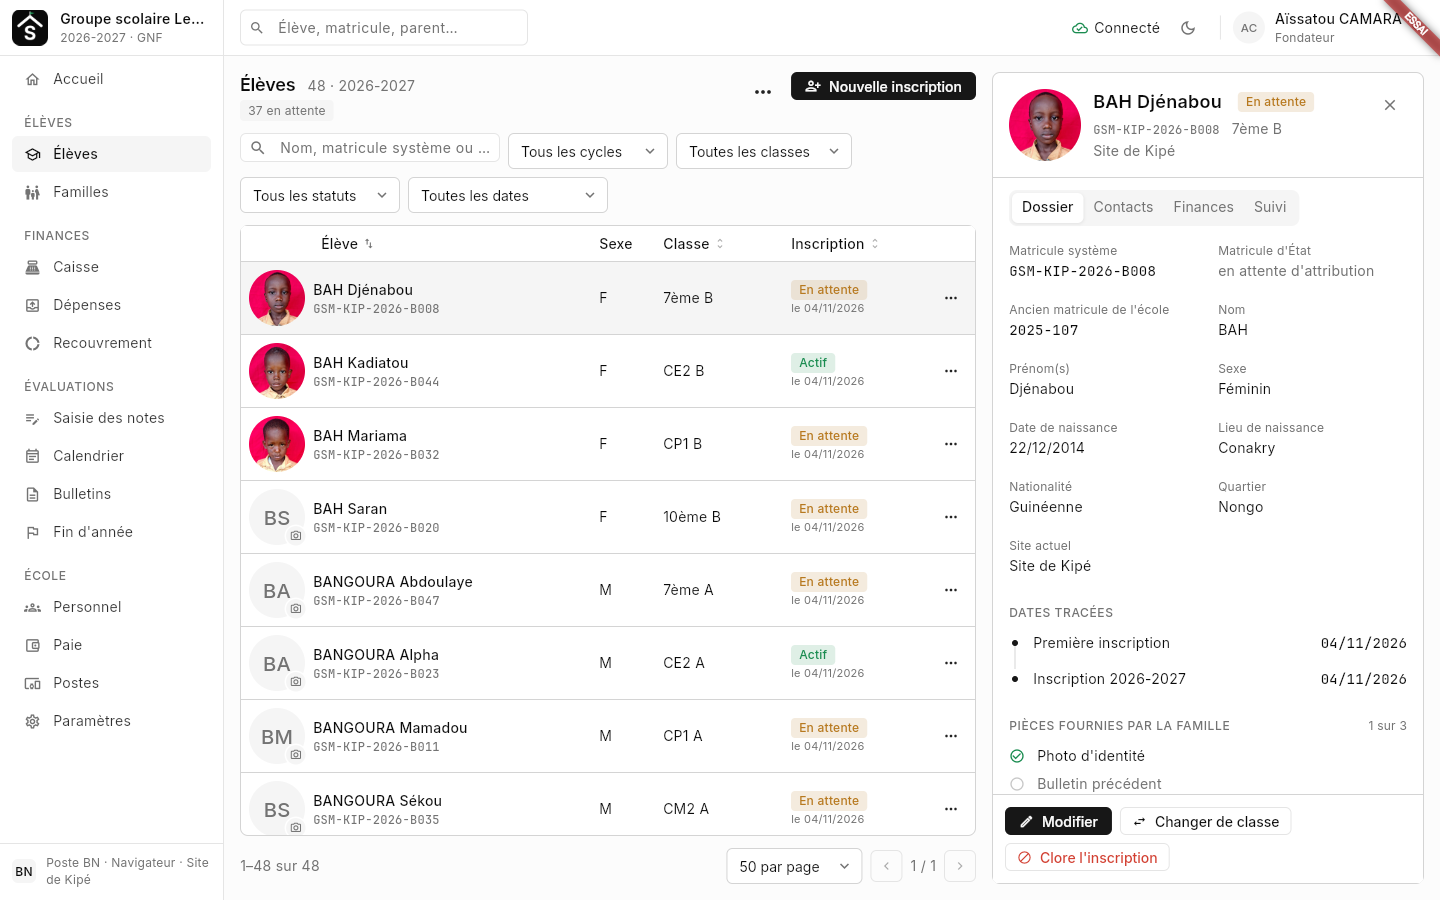 Groupe scolaire Le...
2026-2027 · GNF
Accueil
ÉLÈVES
Élèves
Familles
FINANCES
Caisse
Dépenses
Recouvrement
ÉVALUATIONS
Saisie des notes
Calendrier
Bulletins
Fin d'année
ÉCOLE
Personnel
Paie
Postes
Paramètres
BN
Poste BN · Navigateur · Site
de Kipé
Élève, matricule, parent...
Connecté
AC
Aïssatou CAMARA
Fondateur
ESSAI
Élèves 48 · 2026-2027
37 en attente
Nouvelle inscription
Nom, matricule système ou ...
Tous les cycles
Toutes les classes
Tous les statuts
Toutes les dates
Élève Sexe Classe Inscription
BAH Djénabou
GSM-KIP-2026-B008
F
7ème B
En attente
le 04/11/2026
BAH Kadiatou
GSM-KIP-2026-B044
F
CE2 B
Actif
le 04/11/2026
BAH Mariama
GSM-KIP-2026-B032
F
CP1 B
En attente
le 04/11/2026
BS
BAH Saran
GSM-KIP-2026-B020
F
10ème B
En attente
le 04/11/2026
BA
BANGOURA Abdoulaye
GSM-KIP-2026-B047
M
7ème A
En attente
le 04/11/2026
BA
BANGOURA Alpha
GSM-KIP-2026-B023
M
CE2 A
Actif
le 04/11/2026
BM
BANGOURA Mamadou
GSM-KIP-2026-B011
M
CP1 A
En attente
le 04/11/2026
BS
BANGOURA Sékou
GSM-KIP-2026-B035
M
CM2 A
En attente
le 04/11/2026
1–48 sur 48
50 par page
1 / 1
BAH Djénabou En attente
GSM-KIP-2026-B008 7ème B
Site de Kipé
Dossier Contacts Finances Suivi
Matricule système
GSM-KIP-2026-B008
Matricule d'État
en attente d'attribution
Ancien matricule de l'école
2025-107
Nom
BAH
Prénom(s)
Djénabou
Sexe
Féminin
Date de naissance
22/12/2014
Lieu de naissance
Conakry
Nationalité
Guinéenne
Quartier
Nongo
Site actuel
Site de Kipé
DATES TRACÉES
Première inscription 04/11/2026
Inscription 2026-2027 04/11/2026
PIÈCES FOURNIES PAR LA FAMILLE 1 sur 3
Photo d'identité
Bulletin précédent
Modifier
Changer de classe
Clore l'inscription